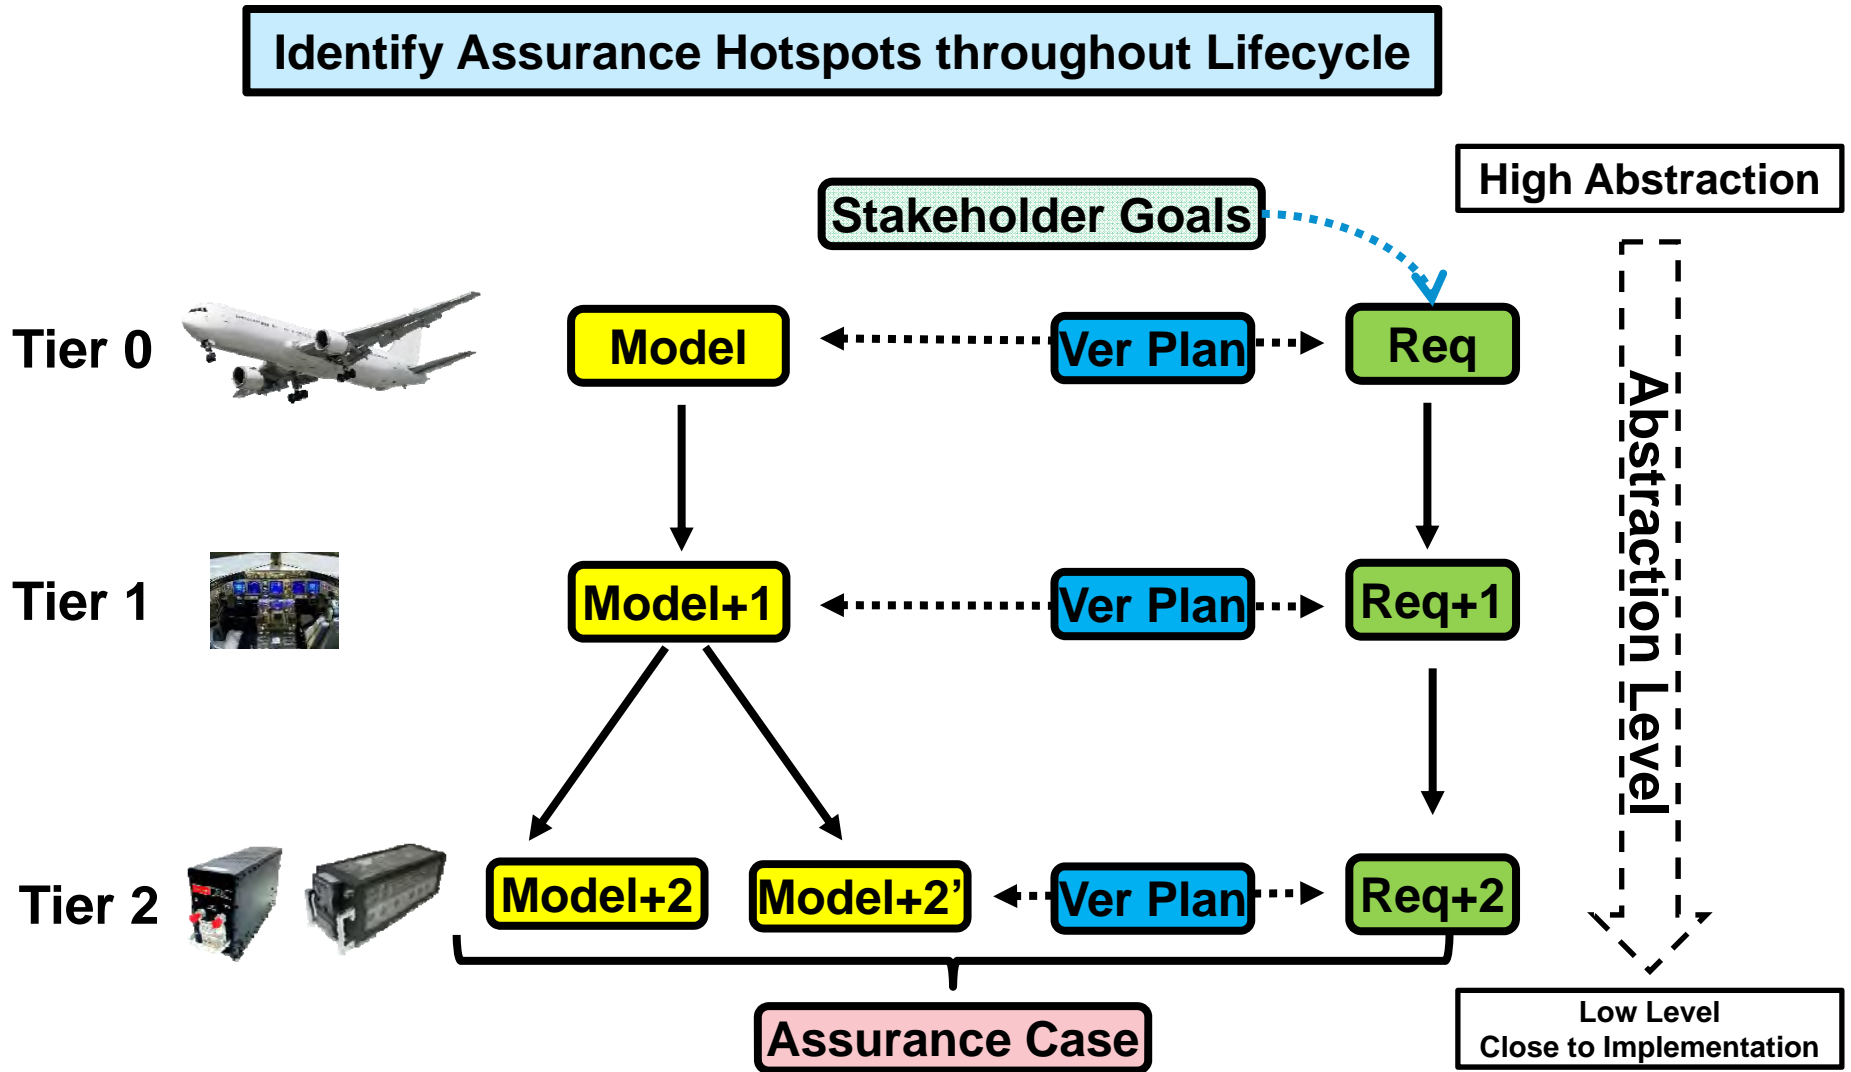 Identify Assurance Hotspots throughout Lifecycle
High Abstraction
Stakeholder Goals
Tier 0
Model
Ver Plan
Req
Abstraction Level
Tier 1
Model+1
Ver Plan
Req+1
Tier 2
Model+2
Model+2’
Ver Plan
Req+2
Assurance Case
Low Level
Close to Implementation